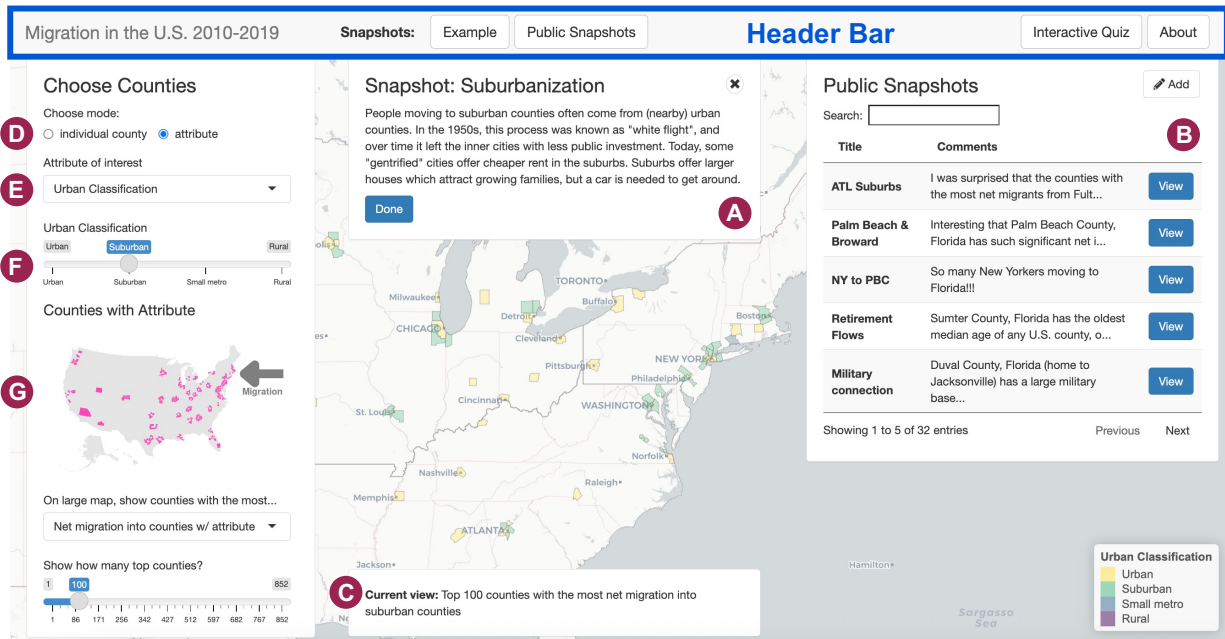 Migration in the U.S. 2010-2019
Snapshots:
Example
Public Snapshots
Header Bar
Interactive Quiz
About
Choose Counties
Choose mode:
D
individual county
attribute
Attribute of interest
E
Urban Classification
Urban Classification
Urban
Suburban
Rural
F
Urban
Suburban
Small metro
Rural
Counties with Attribute
G
Migration
On large map, show counties with the most...
Net migration into counties w/ attribute
Show how many top counties?
1
100
852
1 86 171 256 342 427 512 597 682 767 852
Snapshot: Suburbanization
People moving to suburban counties often come from (nearby) urban
counties. In the 1950s, this process was known as "white flight", and
over time it left the inner cities with less public investment. Today, some
"gentrified" cities offer cheaper rent in the suburbs. Suburbs offer larger
houses which attract growing families, but a car is needed to get around.
Done
A
TORONTO
Milwaukee
Buffalo
Detroit
Boston
CHICAGO
Cleveland
NEW YORK
Pittsburgh
Philadelphia
Cincinnati
WASHINGTON
St. Louis
Norfolk
Nashville
Raleigh
Memphis
ATLANTA
Jackson
Hamilton
Sargasso
Sea
C
Current view: Top 100 counties with the most net migration into
suburban counties
Public Snapshots
Add
Search:
B
Title
Comments
ATL Suburbs
I was surprised that the counties with
the most net migrants from Fult...
View
Palm Beach &
Broward
Interesting that Palm Beach County,
Florida has such significant net i...
View
NY to PBC
So many New Yorkers moving to
Florida!!!
View
Retirement
Flows
Sumter County, Florida has the oldest
median age of any U.S. county, o...
View
Military
connection
Duval County, Florida (home to
Jacksonville) has a large military
base...
View
Showing 1 to 5 of 32 entries
Previous
Next
Urban Classification
Urban
Suburban
Small metro
Rural